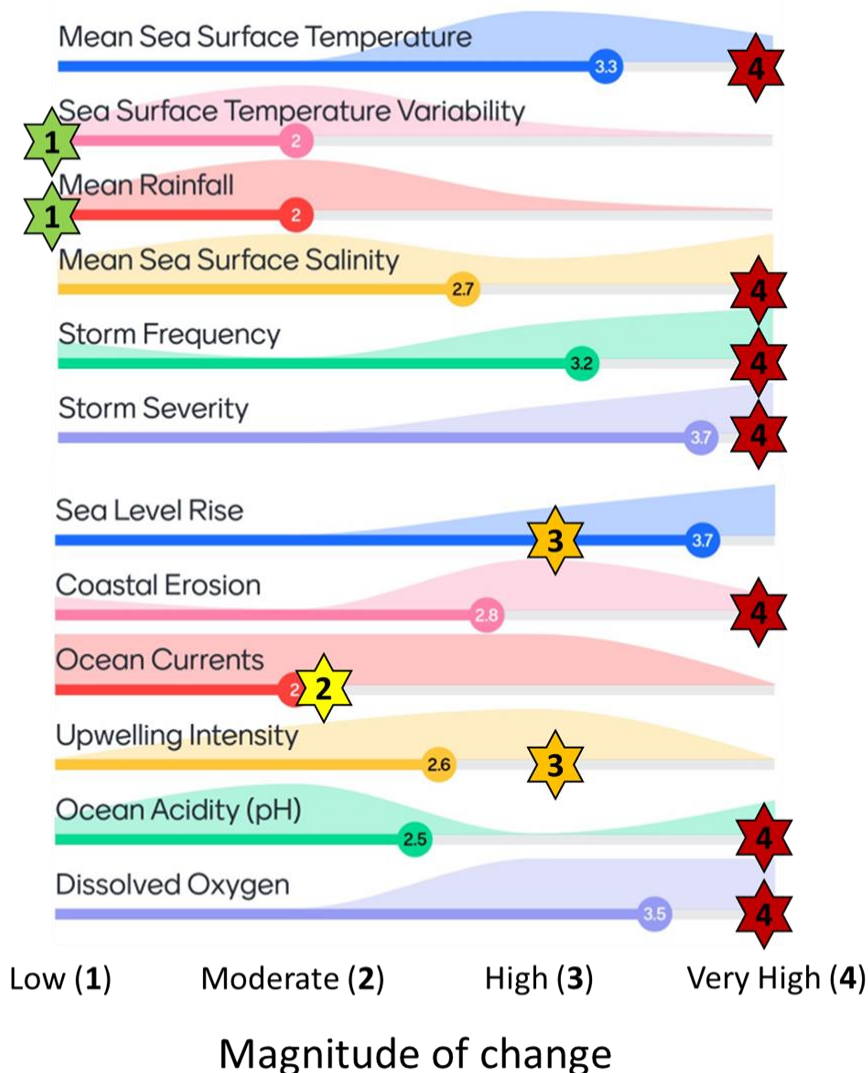 Mean Sea Surface Temperature
3.3 4
Sea Surface Temperature Variability
1 2
Mean Rainfall
1 2
Mean Sea Surface Salinity
2.7 4
Storm Frequency
3.2 4
Storm Severity
3.7 4
Sea Level Rise
3 3.7
Coastal Erosion
2.8 4
Ocean Currents
2 2
Upwelling Intensity
2.6 3
Ocean Acidity (pH)
2.5 4
Dissolved Oxygen
3.5 4
Low (1) Moderate (2) High (3) Very High (4)
Magnitude of change